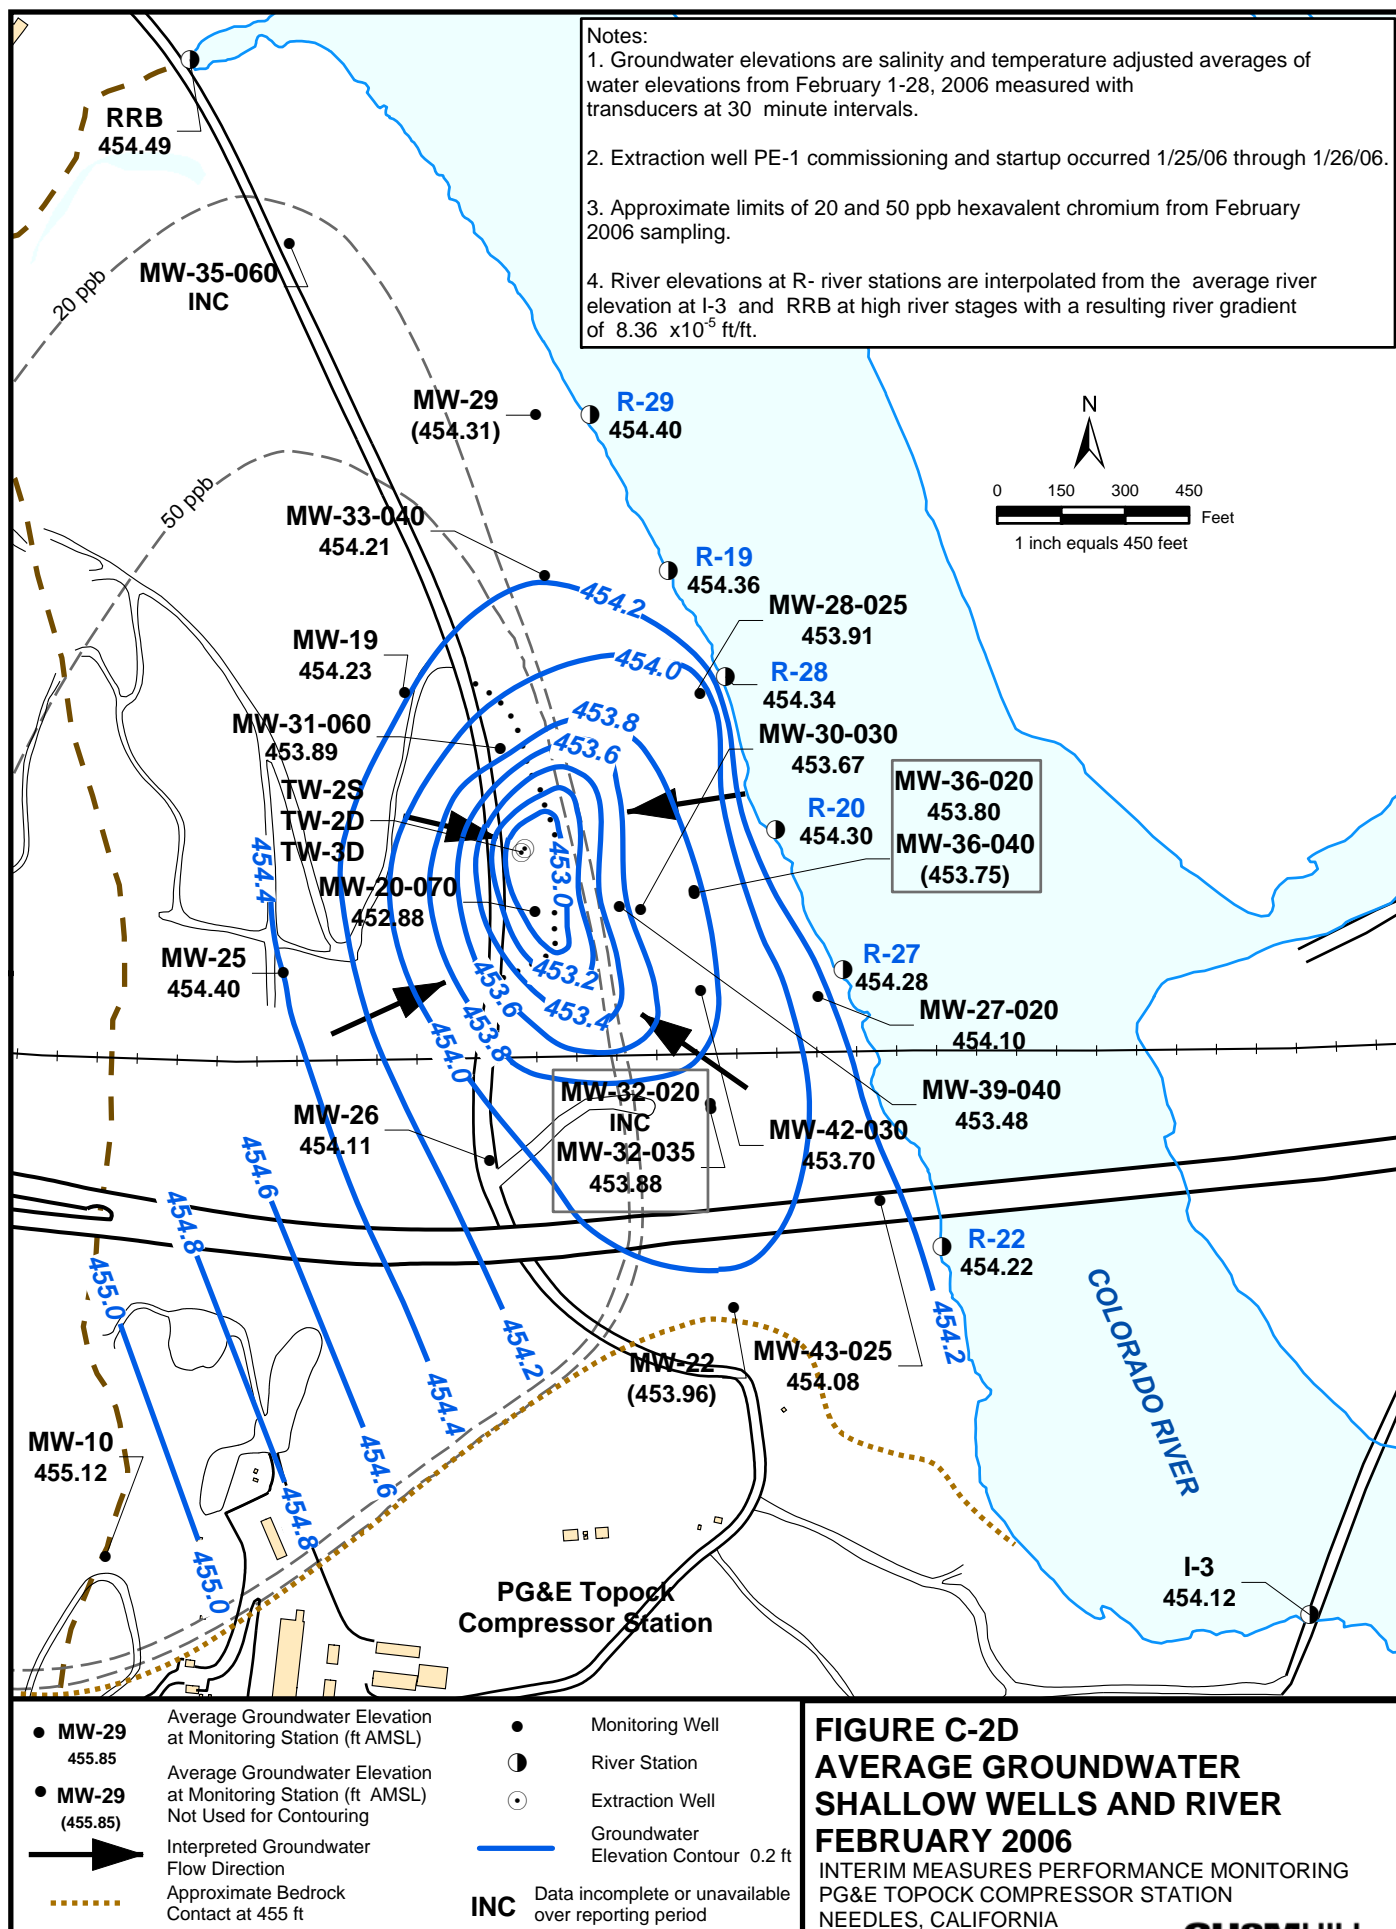 Notes:
1. Groundwater elevations are salinity and temperature adjusted averages of
water elevations from February 1-28, 2006 measured with
transducers at 30 minute intervals.
2. Extraction well PE-1 commissioning and startup occurred 1/25/06 through 1/26/06.
3. Approximate limits of 20 and 50 ppb hexavalent chromium from February
2006 sampling.
4. River elevations at R- river stations are interpolated from the average river
elevation at I-3 and RRB at high river stages with a resulting river gradient
of 8.36 x10-5 ft/ft.
RRB
454.49
20 ppb
MW-35-060
INC
MW-29
(454.31)
R-29
454.40
N
0 150 300 450
Feet
1 inch equals 450 feet
50 ppb
MW-33-040
454.21
R-19
454.36
454.2
MW-28-025
453.91
MW-19
454.23
454.0
R-28
454.34
453.8
MW-31-060
453.89
453.6
MW-30-030
453.67
MW-36-020
453.80
MW-36-040
(453.75)
TW-2S
TW-2D
TW-3D
R-20
454.30
454.4
453.0
MW-20-070
452.88
MW-25
454.40
R-27
454.28
453.2
453.6
453.4
453.8
454.0
MW-27-020
454.10
MW-39-040
453.48
MW-32-020
INC
MW-32-035
453.88
MW-26
454.11
MW-42-030
453.70
454.6
454.8
455.0
R-22
454.22
454.2
454.2
MW-22
(453.96)
MW-43-025
454.08
COLORADO RIVER
454.4
454.6
454.8
455.0
MW-10
455.12
PG&E Topock
Compressor Station
I-3
454.12
MW-29
455.85
Average Groundwater Elevation
at Monitoring Station (ft AMSL)
MW-29
(455.85)
Average Groundwater Elevation
at Monitoring Station (ft AMSL)
Not Used for Contouring
Interpreted Groundwater
Flow Direction
Approximate Bedrock
Contact at 455 ft
Monitoring Well
River Station
Extraction Well
Groundwater
Elevation Contour 0.2 ft
INC
Data incomplete or unavailable
over reporting period
FIGURE C-2D
AVERAGE GROUNDWATER
SHALLOW WELLS AND RIVER
FEBRUARY 2006
INTERIM MEASURES PERFORMANCE MONITORING
PG&E TOPOCK COMPRESSOR STATION
NEEDLES, CALIFORNIA